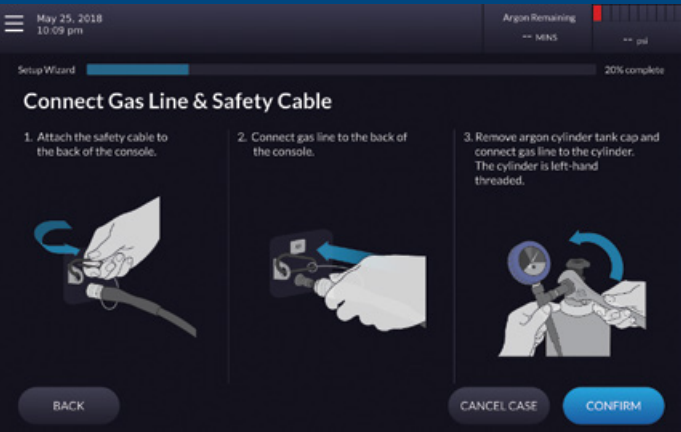 May 25, 2018
10:09 pm
Argon Remaining
-- MINS
-- psi
Setup Wizard
20% complete
Connect Gas Line & Safety Cable
1. Attach the safety cable to
the back of the console.
2. Connect gas line to the back of
the console.
3. Remove argon cylinder tank cap and
connect gas line to the cylinder.
The cylinder is left-hand
threaded.
BACK
CANCEL CASE
CONFIRM